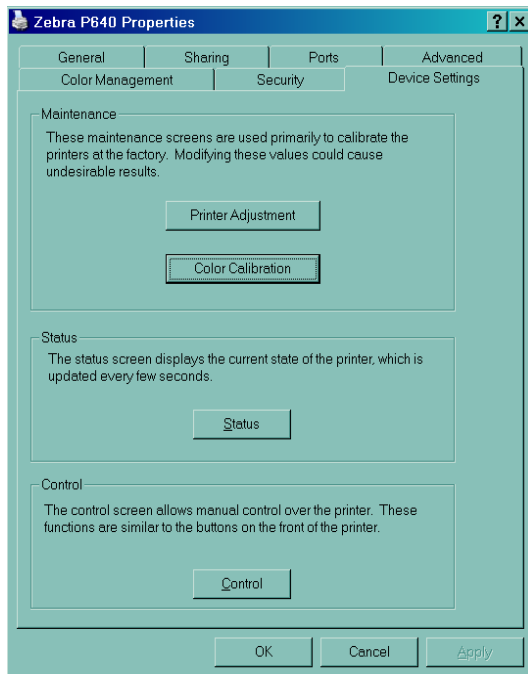 Zebra P640 Properties
General Sharing Ports Advanced
Color Management Security Device Settings
Maintenance
These maintenance screens are used primarily to calibrate the
printers at the factory. Modifying these values could cause
undesirable results.
Printer Adjustment
Color Calibration
Status
The status screen displays the current state of the printer, which is
updated every few seconds.
Status
Control
The control screen allows manual control over the printer. These
functions are similar to the buttons on the front of the printer.
Control
OK Cancel Apply